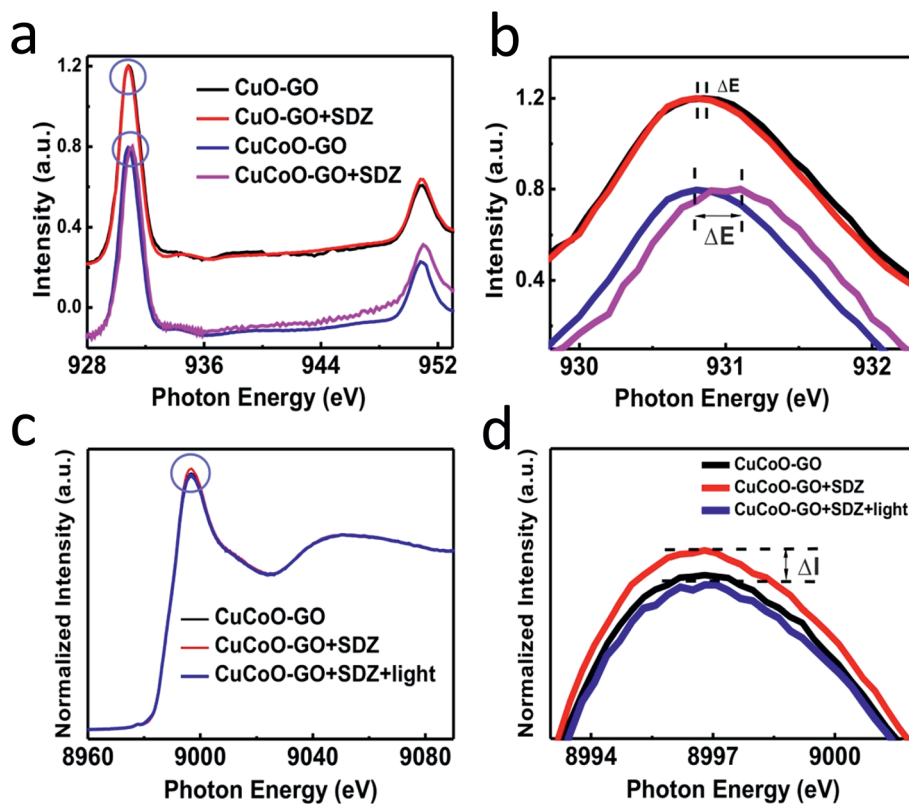 a
1.2
0.8
0.4
0.0
Intensity (a.u.)
CuO-GO
CuO-GO+SDZ
CuCoO-GO
CuCoO-GO+SDZ
928
936
944
952
Photon Energy (eV)
b
1.2
0.8
0.4
Intensity (a.u.)
ΔE
ΔE
930
931
932
Photon Energy (eV)
c
Normalized Intensity (a.u.)
CuCoO-GO
CuCoO-GO+SDZ
CuCoO-GO+SDZ+light
8960
9000
9040
9080
Photon Energy (eV)
d
Normalized Intensity (a.u.)
CuCoO-GO
CuCoO-GO+SDZ
CuCoO-GO+SDZ+light
ΔI
8994
8997
9000
Photon Energy (eV)